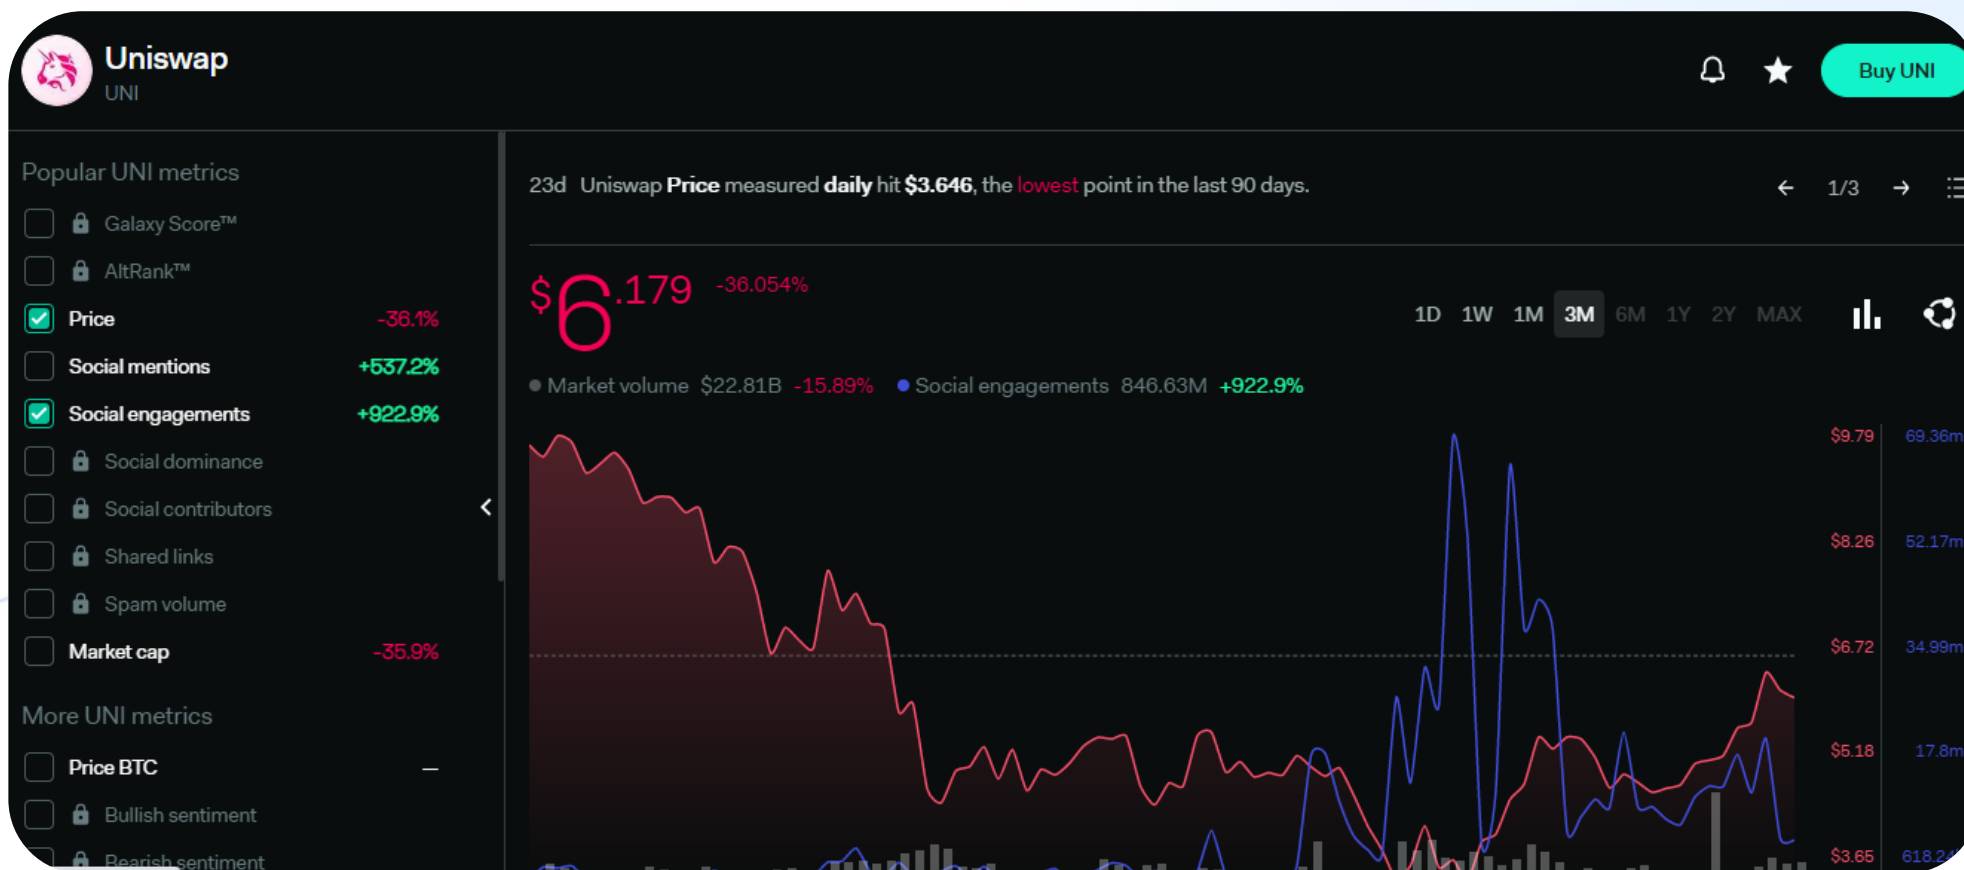 Uniswap
UNI
Buy UNI
Popular UNI metrics
Galaxy Score™
AltRank™
Price -36.1%
Social mentions +537.2%
Social engagements +922.9%
Social dominance
Social contributors
Shared links
Spam volume
Market cap -35.9%
More UNI metrics
Price BTC —
Bullish sentiment
Bearish sentiment
23d Uniswap Price measured daily hit $3.646, the lowest point in the last 90 days.
1/3
$6.179 -36.054%
1D 1W 1M 3M 6M 1Y 2Y MAX
Market volume $22.81B -15.89% Social engagements 846.63M +922.9%
$9.79 69.36m
$8.26 52.17m
$6.72 34.99m
$5.18 17.8m
$3.65